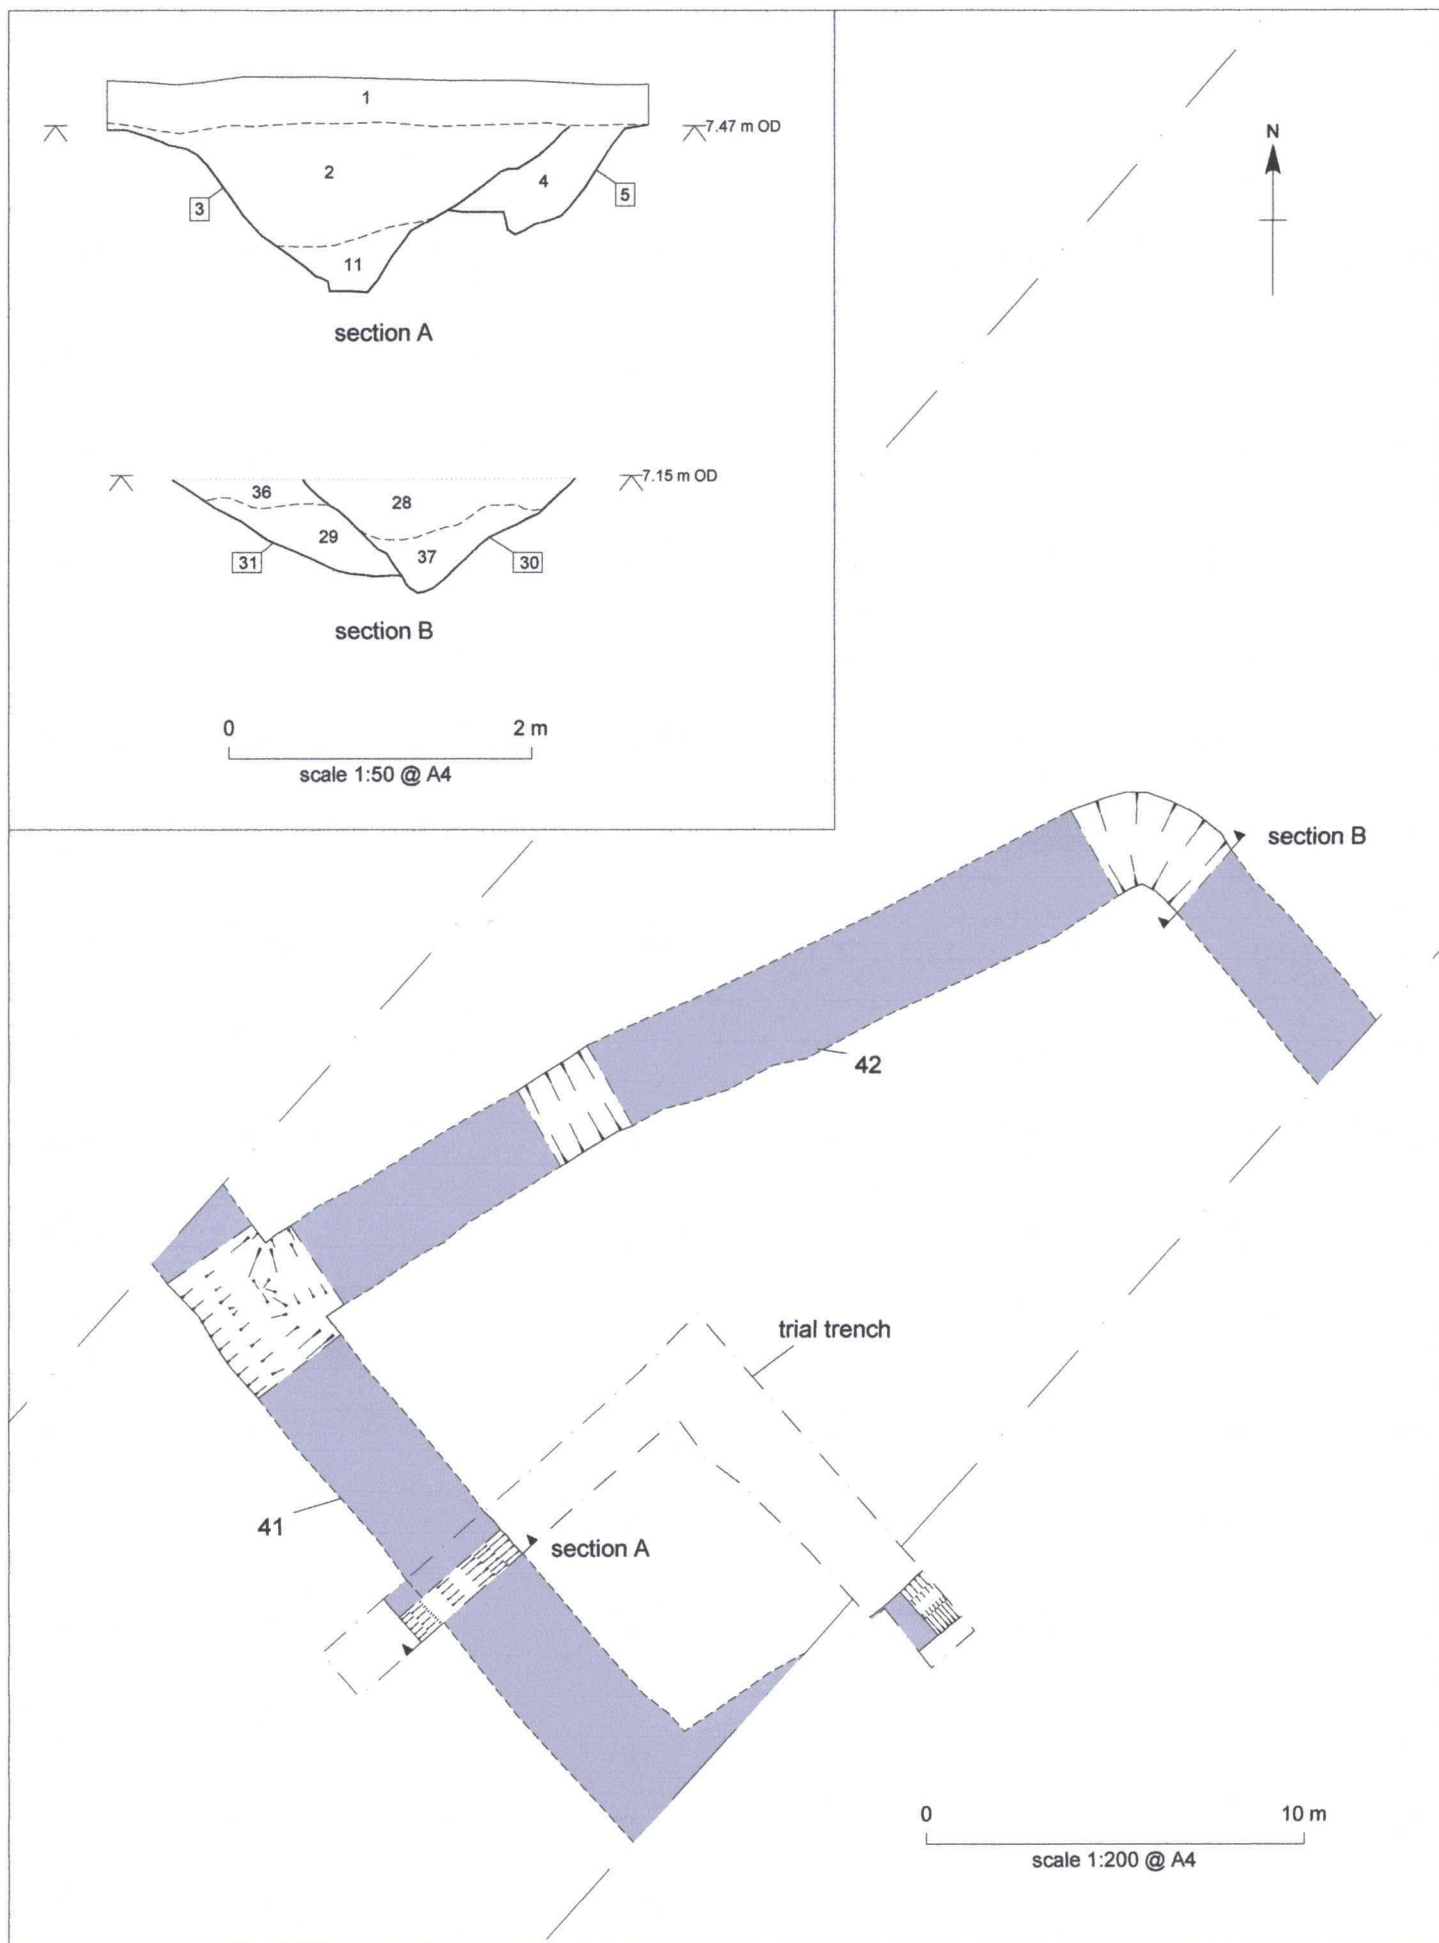 1
7.47 m OD
N
2
4
3
5
11
section A
7.15 m OD
36
28
29
37
31
30
section B
0 2 m
scale 1:50 @ A4
section B
42
trial trench
41
section A
0 10 m
scale 1:200 @ A4